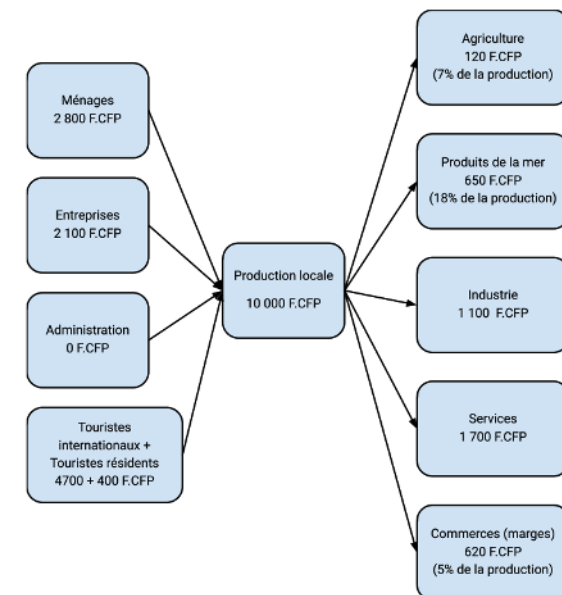 Ménages
2 800 F.CFP
Entreprises
2 100 F.CFP
Administration
0 F.CFP
Touristes
internationaux +
Touristes résidents
4700 + 400 F.CFP
Production locale
10 000 F.CFP
Agriculture
120 F.CFP
(7% de la production)
Produits de la mer
650 F.CFP
(18% de la production)
Industrie
1 100 F.CFP
Services
1 700 F.CFP
Commerces (marges)
620 F.CFP
(5% de la production)